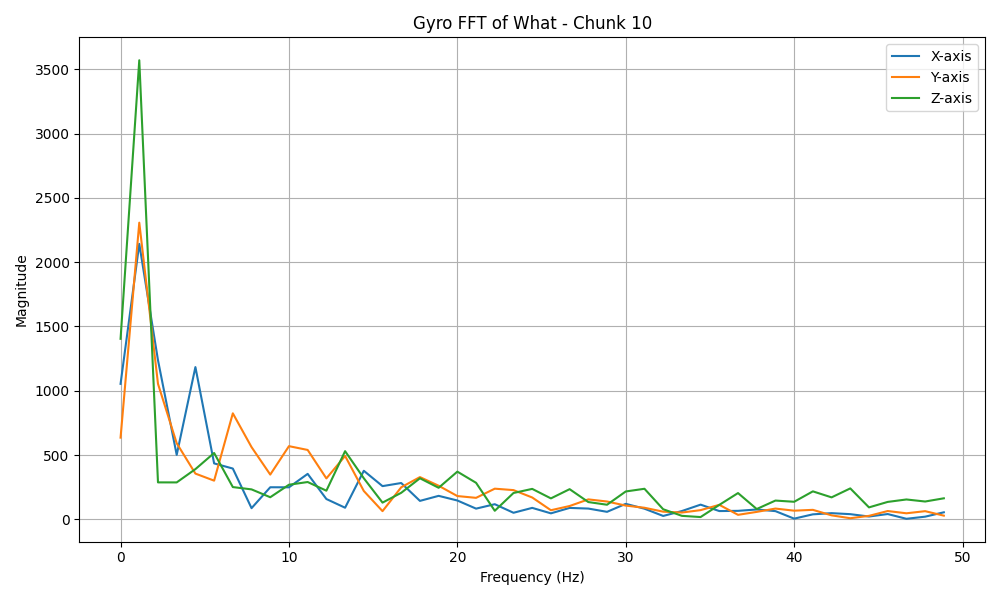 Gyro FFT of What - Chunk 10
X-axis
Y-axis
Z-axis
3500
3000
2500
2000
1500
1000
500
0
Magnitude
0 10 20 30 40 50
Frequency (Hz)